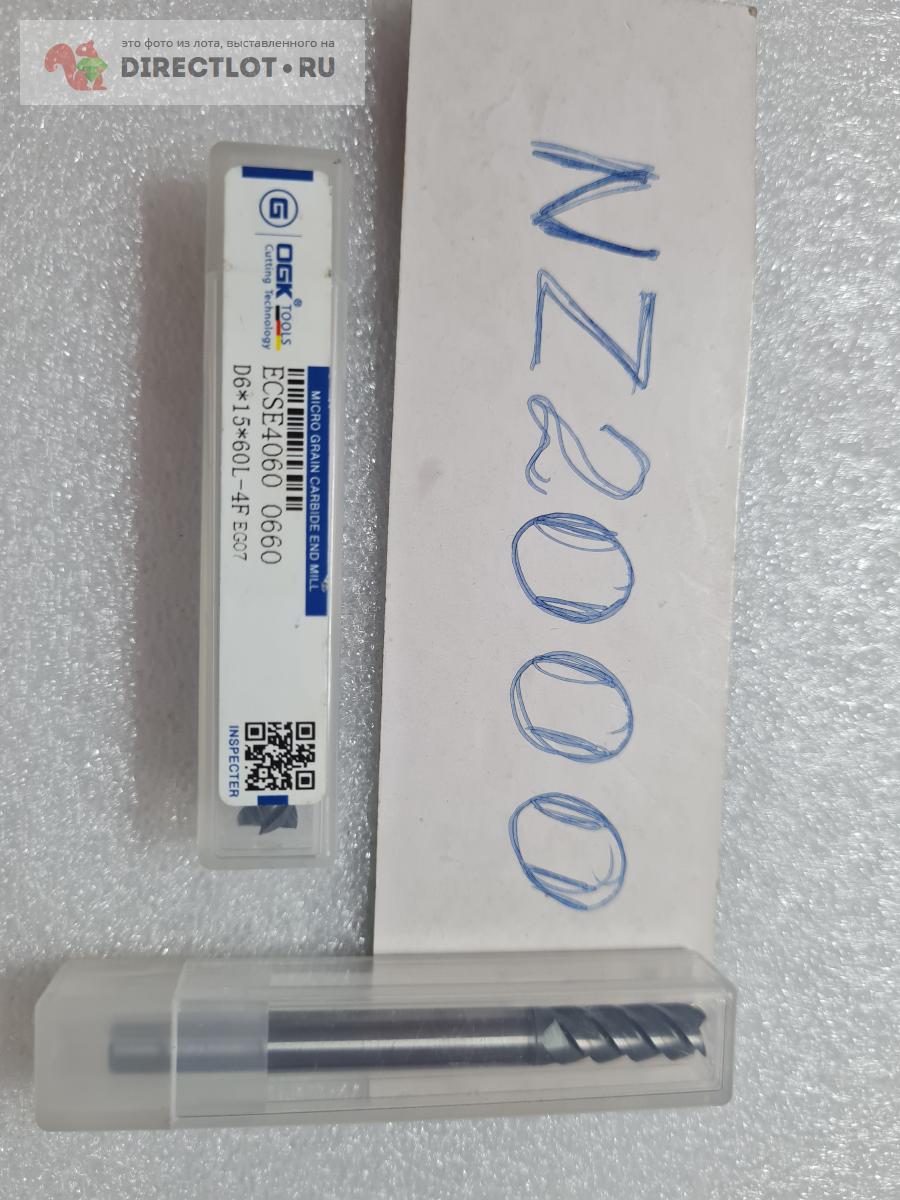 это фото из лота, выставленного на
DIRECTLOT•RU
G
OGK® TOOLS
Cutting Technology
MICRO GRAIN CARBIDE END MILL
ECSE4060 0660
D6*15*60L-4F EG07
INSPECTER
NZ2000